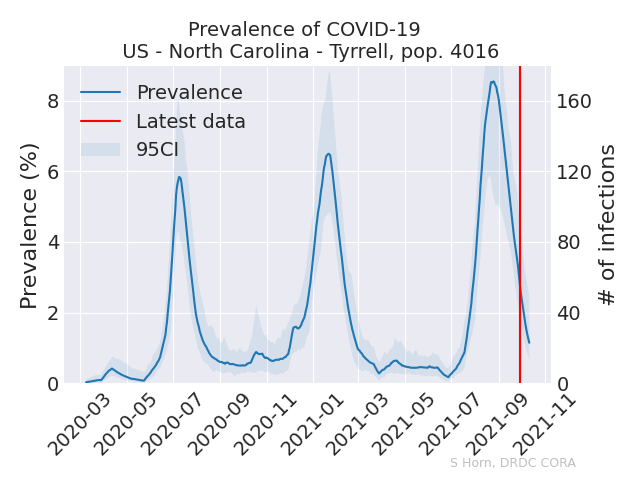 Prevalence of COVID-19
US - North Carolina - Tyrrell, pop. 4016
Prevalence
Latest data
95CI
Prevalence (%)
8
6
4
2
0
# of infections
160
120
80
40
0
2020-03
2020-05
2020-07
2020-09
2020-11
2021-01
2021-03
2021-05
2021-07
2021-09
2021-11
S Horn, DRDC CORA